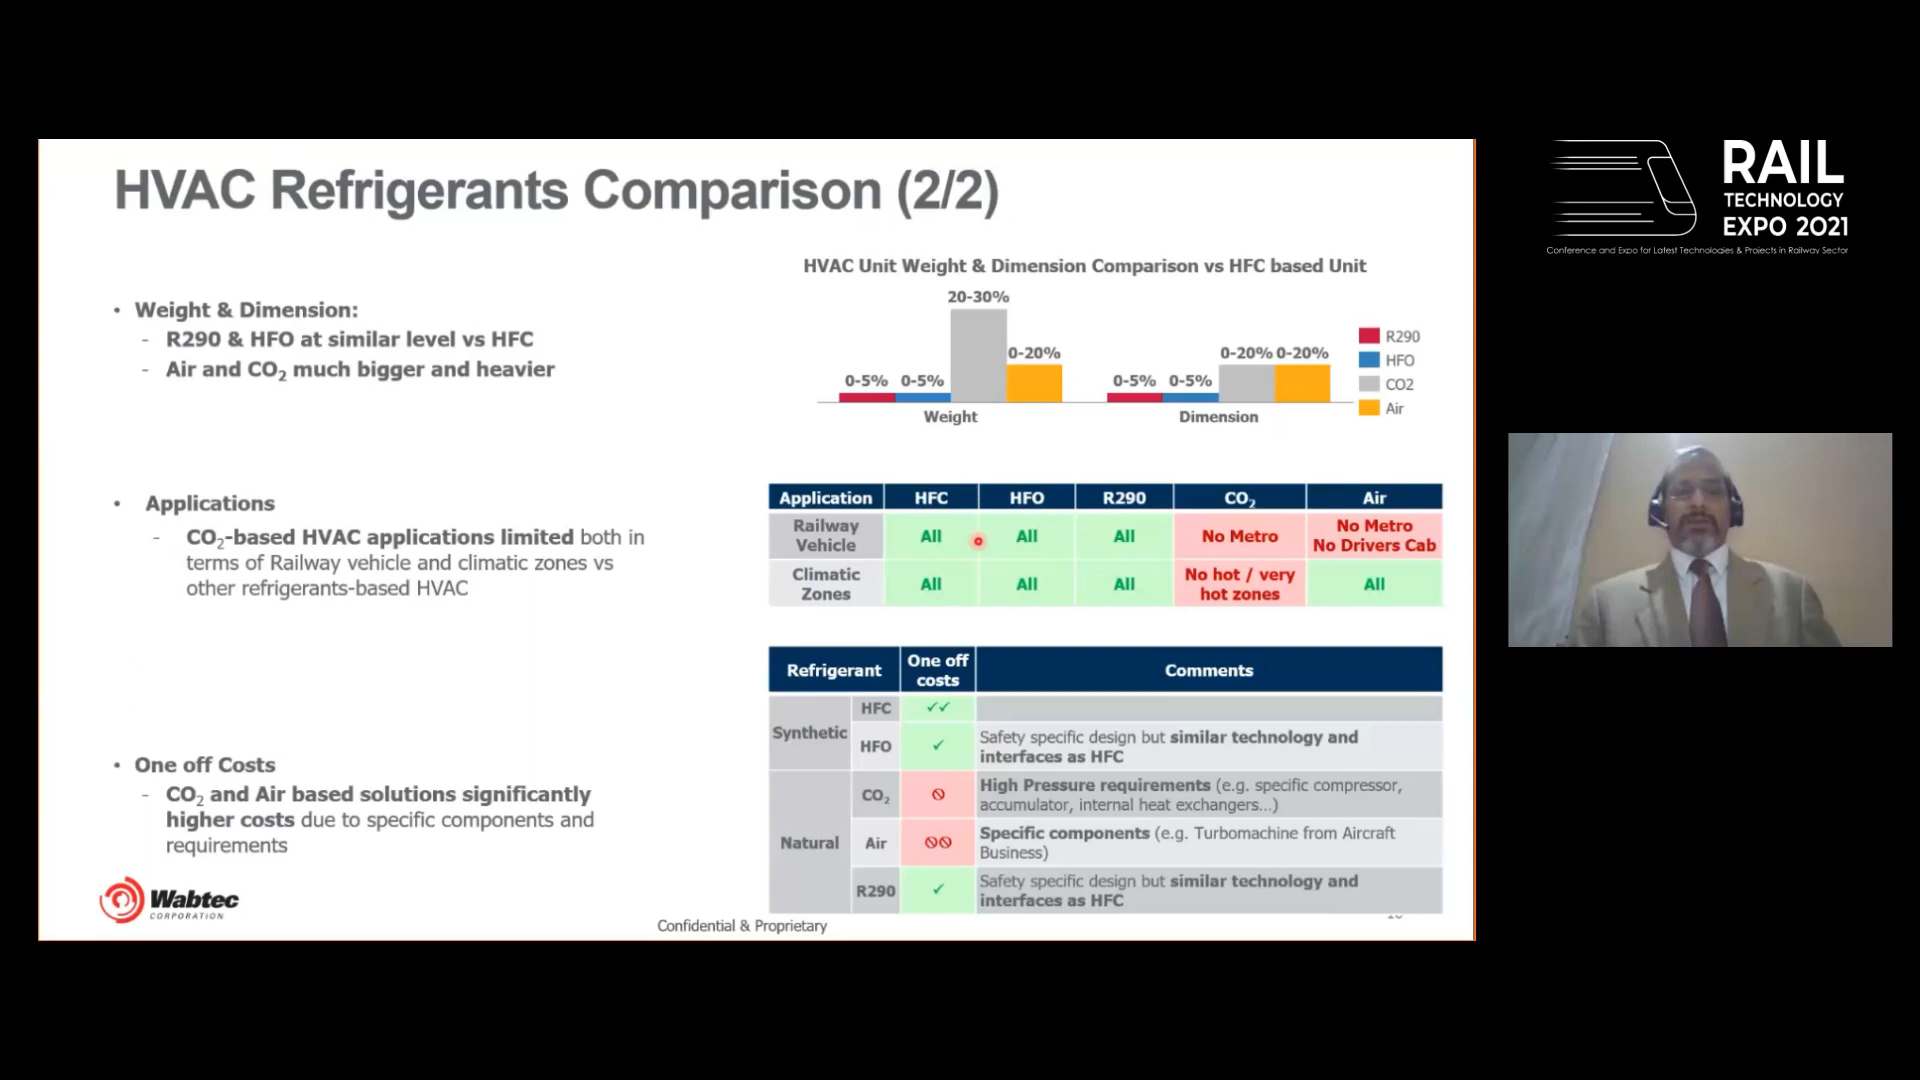 HVAC Refrigerants Comparison (2/2)
• Weight & Dimension:
- R290 & HFO at similar level vs HFC
- Air and CO₂ much bigger and heavier
HVAC Unit Weight & Dimension Comparison vs HFC based Unit
20-30%
0-5% 0-5% 0-20%
0-5% 0-5% 0-20% 0-20%
Weight
Dimension
R290
HFO
CO2
Air
• Applications
- CO₂-based HVAC applications limited both in
terms of Railway vehicle and climatic zones vs
other refrigerants-based HVAC
Application HFC HFO R290 CO₂ Air
Railway
Vehicle
All All All No Metro
No Metro
No Drivers Cab
Climatic
Zones
All All All
No hot / very
hot zones
All
• One off Costs
- CO₂ and Air based solutions significantly
higher costs due to specific components and
requirements
Refrigerant
One off
costs
Comments
Synthetic
HFC ✓✓
HFO ✓
Safety specific design but similar technology and
interfaces as HFC
Natural
CO₂
High Pressure requirements (e.g. specific compressor,
accumulator, internal heat exchangers...)
Air
Specific components (e.g. Turbomachine from Aircraft
Business)
R290 ✓
Safety specific design but similar technology and
interfaces as HFC
Wabtec
CORPORATION
Confidential & Proprietary
RAIL
TECHNOLOGY
EXPO 2021
Conference and Expo for Latest Technologies & Projects in Railway Sector